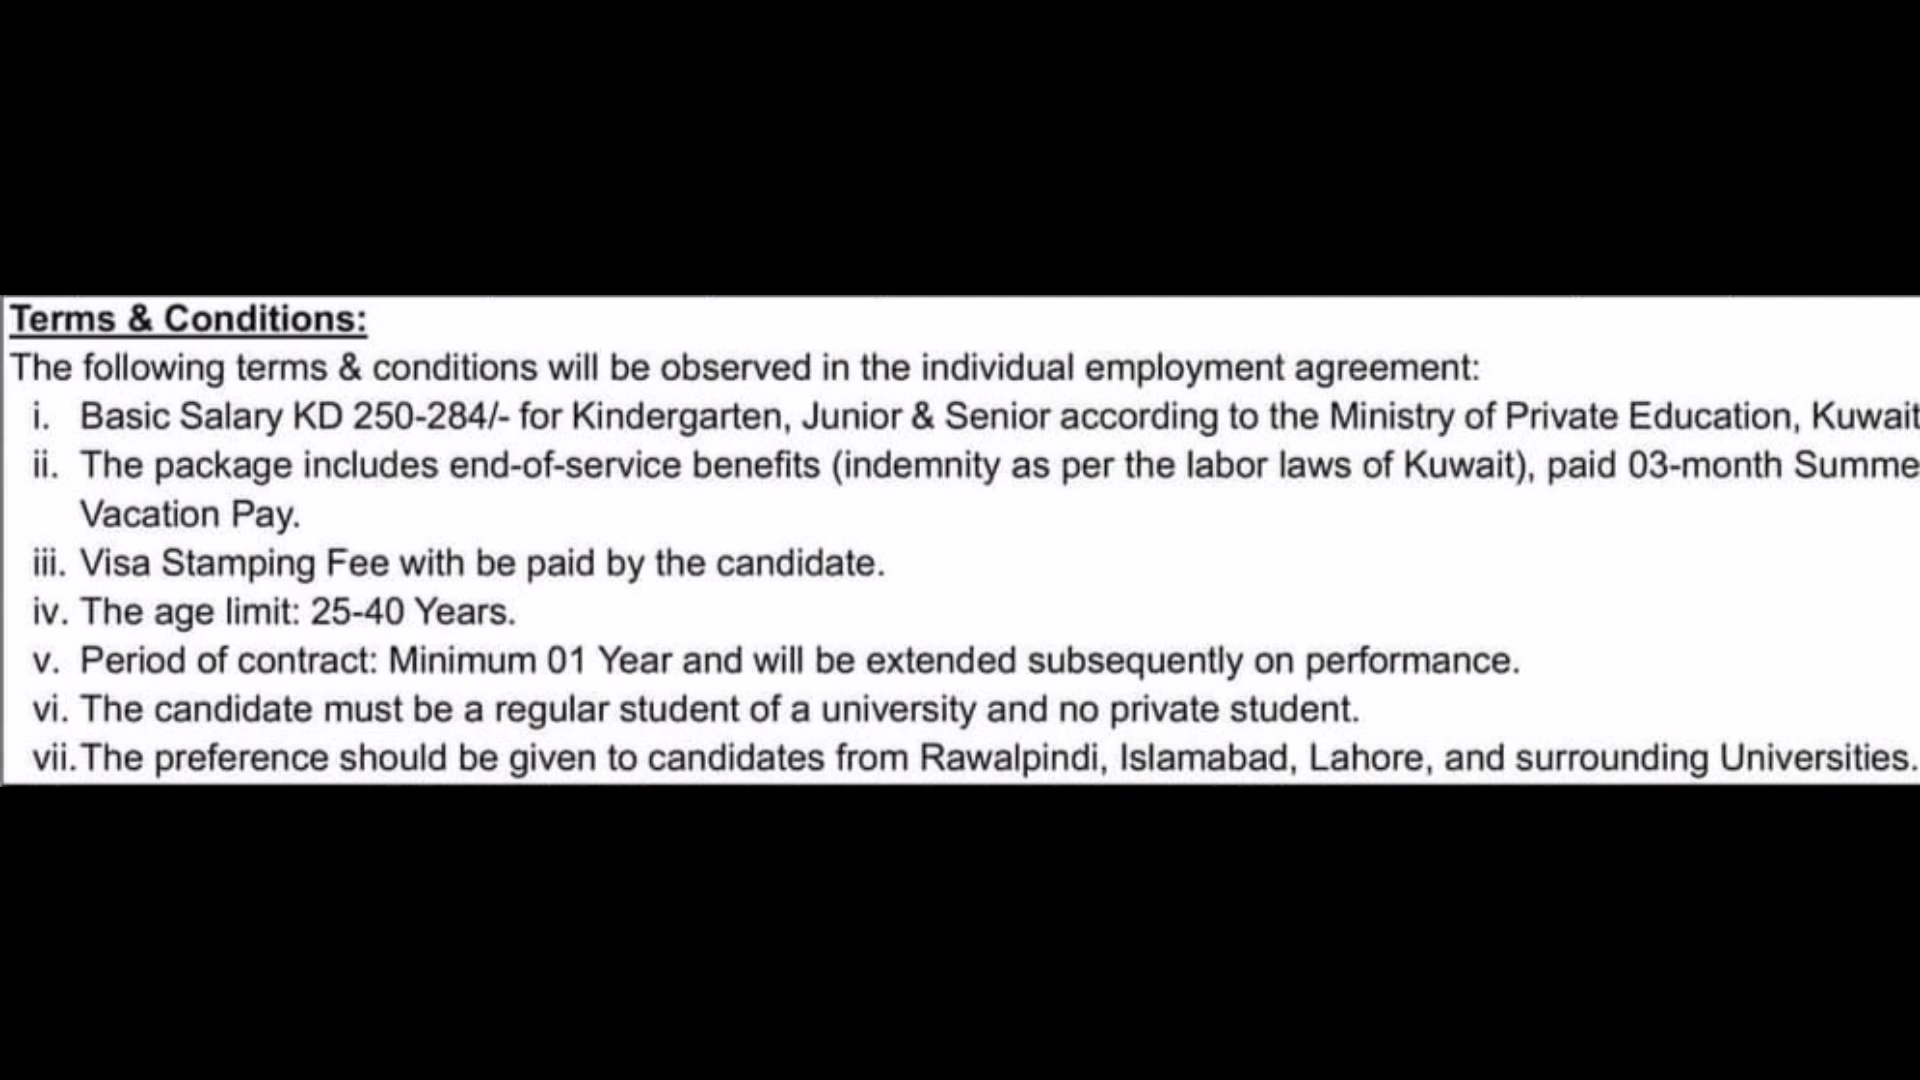 Terms & Conditions:
The following terms & conditions will be observed in the individual employment agreement:
i. Basic Salary KD 250-284/- for Kindergarten, Junior & Senior according to the Ministry of Private Education, Kuwait
ii. The package includes end-of-service benefits (indemnity as per the labor laws of Kuwait), paid 03-month Summe
Vacation Pay.
iii. Visa Stamping Fee with be paid by the candidate.
iv. The age limit: 25-40 Years.
v. Period of contract: Minimum 01 Year and will be extended subsequently on performance.
vi. The candidate must be a regular student of a university and no private student.
vii. The preference should be given to candidates from Rawalpindi, Islamabad, Lahore, and surrounding Universities.